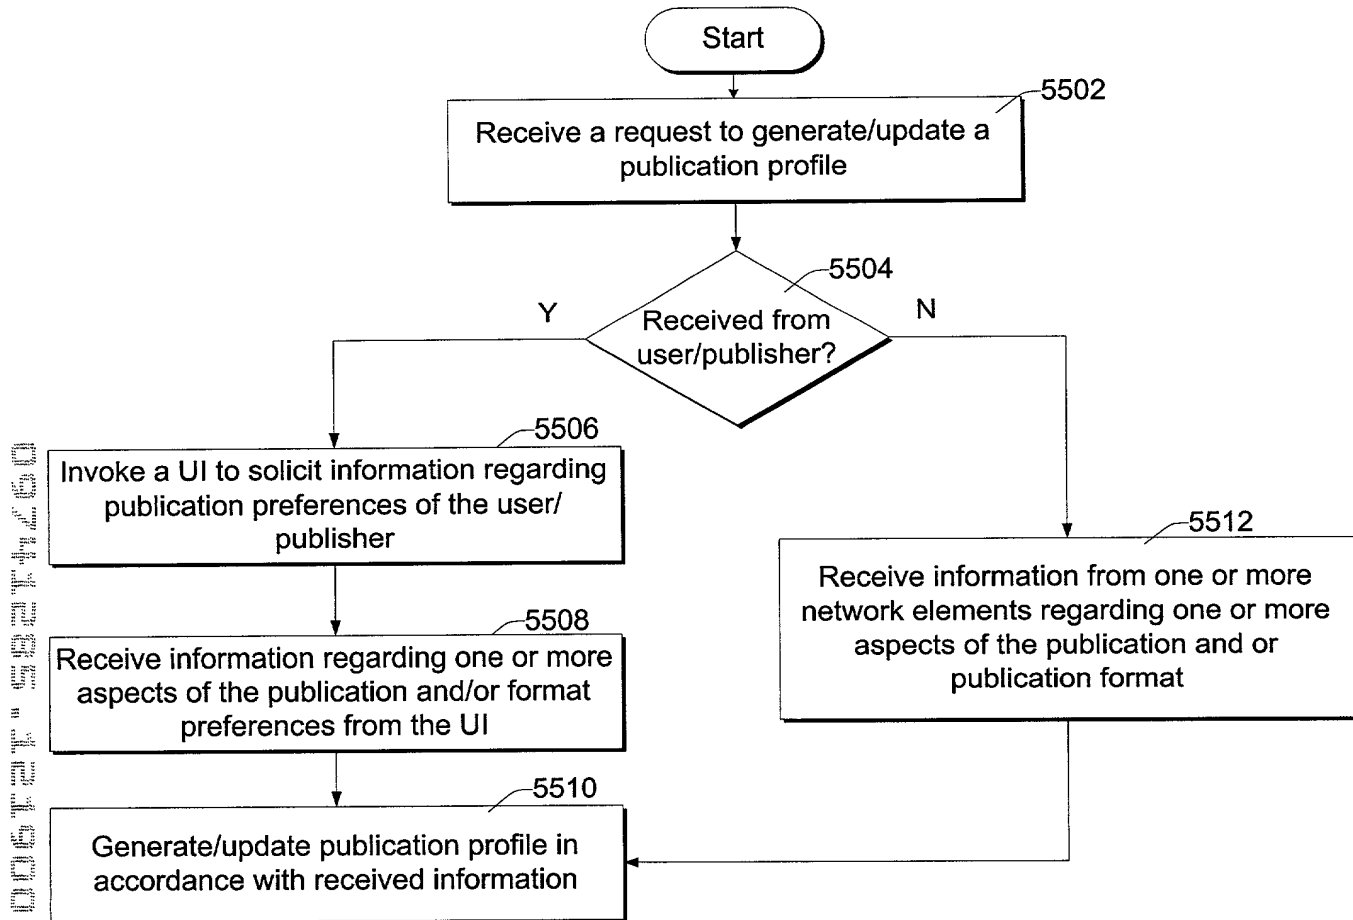 Start
5502
Receive a request to generate/update a
publication profile
5504
Received from
user/publisher?
Y
N
5506
Invoke a UI to solicit information regarding
publication preferences of the user/
publisher
5508
Receive information regarding one or more
aspects of the publication and/or format
preferences from the UI
5510
Generate/update publication profile in
accordance with received information
5512
Receive information from one or more
network elements regarding one or more
aspects of the publication and or
publication format
09741285.121900